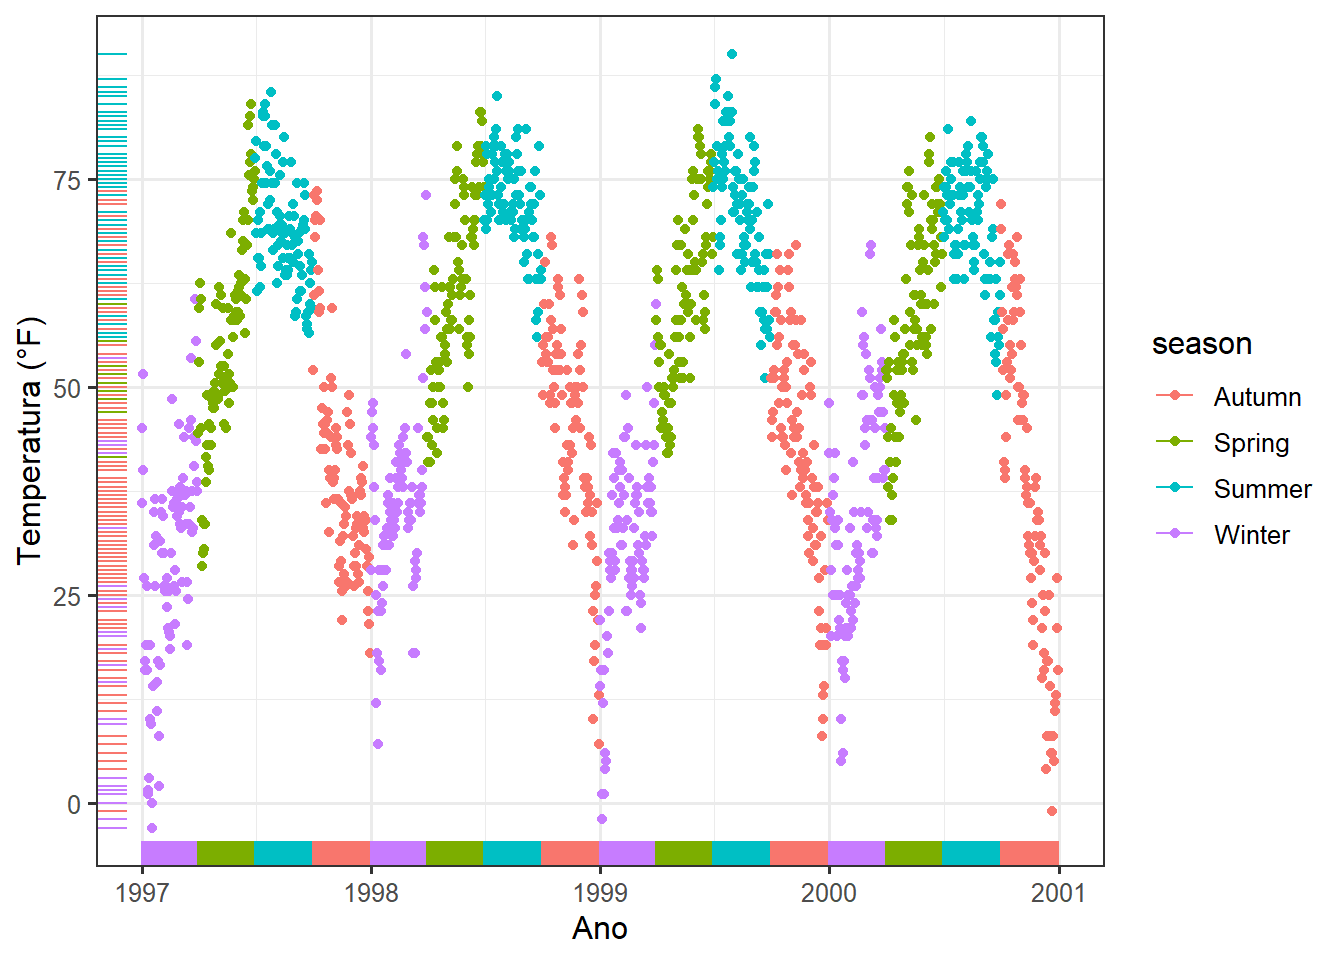 75
50
25
0
Temperatura (°F)
1997 1998 1999 2000 2001
Ano
season
Autumn
Spring
Summer
Winter